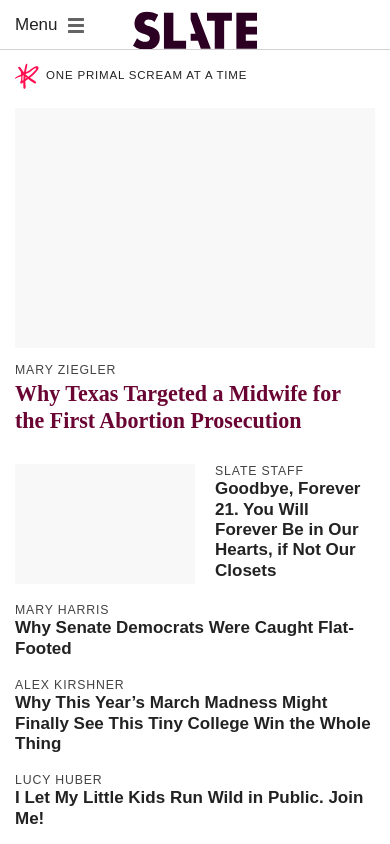 Menu
SLATE
ONE PRIMAL SCREAM AT A TIME
MARY ZIEGLER
Why Texas Targeted a Midwife for
the First Abortion Prosecution
SLATE STAFF
Goodbye, Forever
21. You Will
Forever Be in Our
Hearts, if Not Our
Closets
MARY HARRIS
Why Senate Democrats Were Caught Flat-
Footed
ALEX KIRSHNER
Why This Year’s March Madness Might
Finally See This Tiny College Win the Whole
Thing
LUCY HUBER
I Let My Little Kids Run Wild in Public. Join
Me!